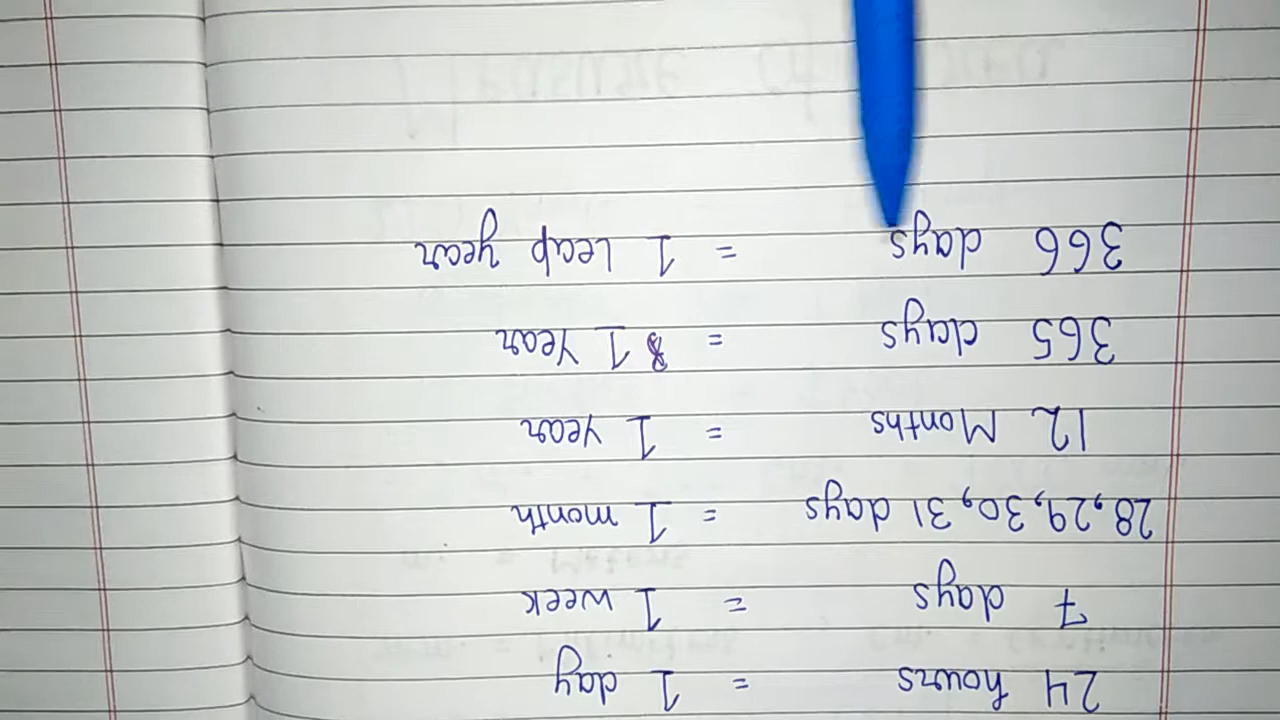 24 hours = 1 day
7 days = 1 week
28, 29, 30, 31 days = 1 month
12 Months = 1 year
365 days = 1 Year
366 days = 1 Leap year